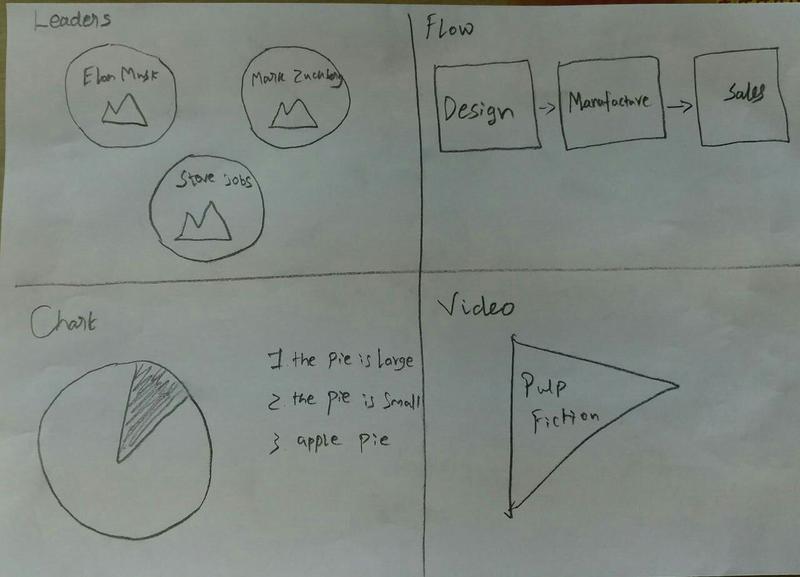 Leaders
Elon Musk
Mark Zuckberg
Steve jobs
Flow
Design
Manufacture
Sales
Chart
1. the pie is large
2. the pie is small
3 apple pie
Video
Pulp
Fiction